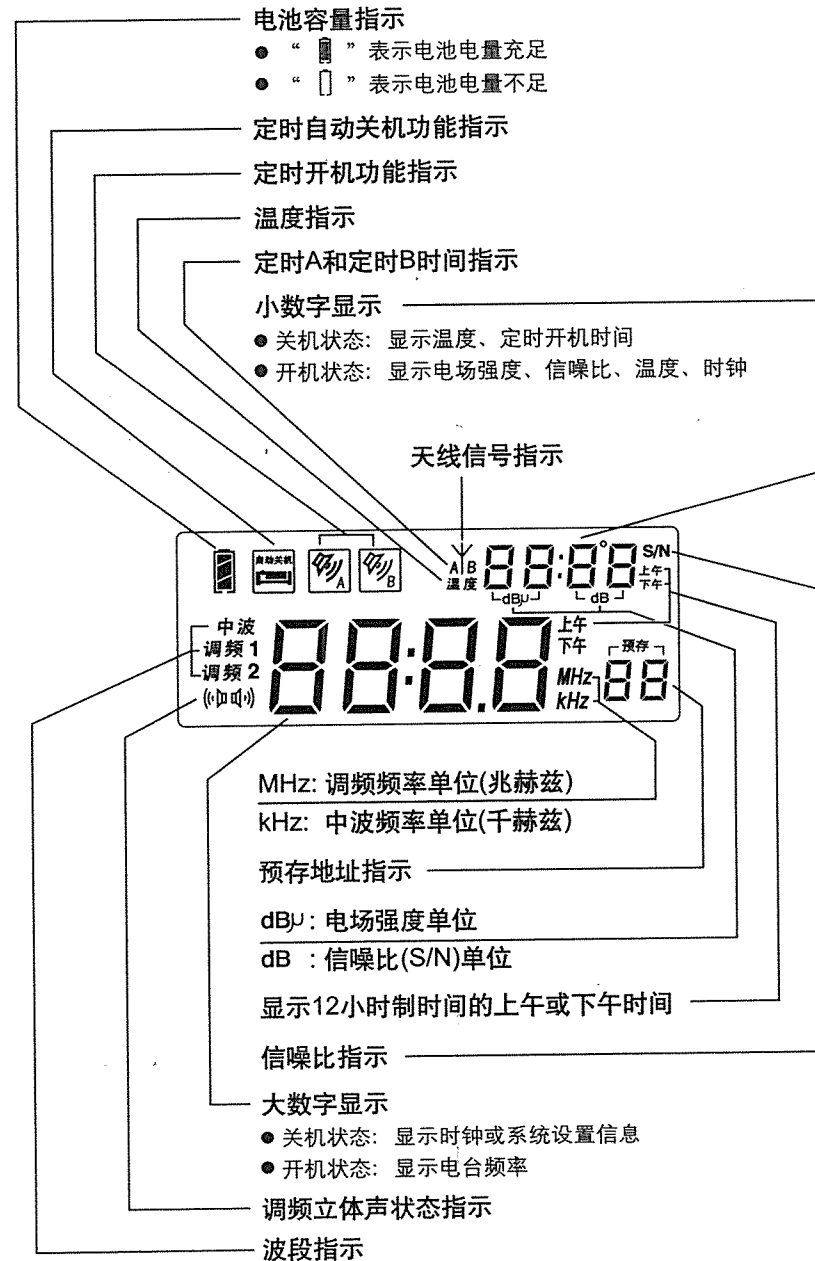 电池容量指示
● “ ” 表示电池电量充足
● “ ” 表示电池电量不足
定时自动关机功能指示
定时开机功能指示
温度指示
定时A和定时B时间指示
小数字显示
● 关机状态: 显示温度、定时开机时间
● 开机状态: 显示电场强度、信噪比、温度、时钟
天线信号指示
自动关机
A
B
A B
温度
88:8°8
S/N
上午
下午
dBμ
dB
中波
调频 1
调频 2
88:8.8
上午
下午
MHz
kHz
预存
88
MHz: 调频频率单位(兆赫兹)
kHz: 中波频率单位(千赫兹)
预存地址指示
dBμ: 电场强度单位
dB : 信噪比(S/N)单位
显示12小时制时间的上午或下午时间
信噪比指示
大数字显示
● 关机状态: 显示时钟或系统设置信息
● 开机状态: 显示电台频率
调频立体声状态指示
波段指示